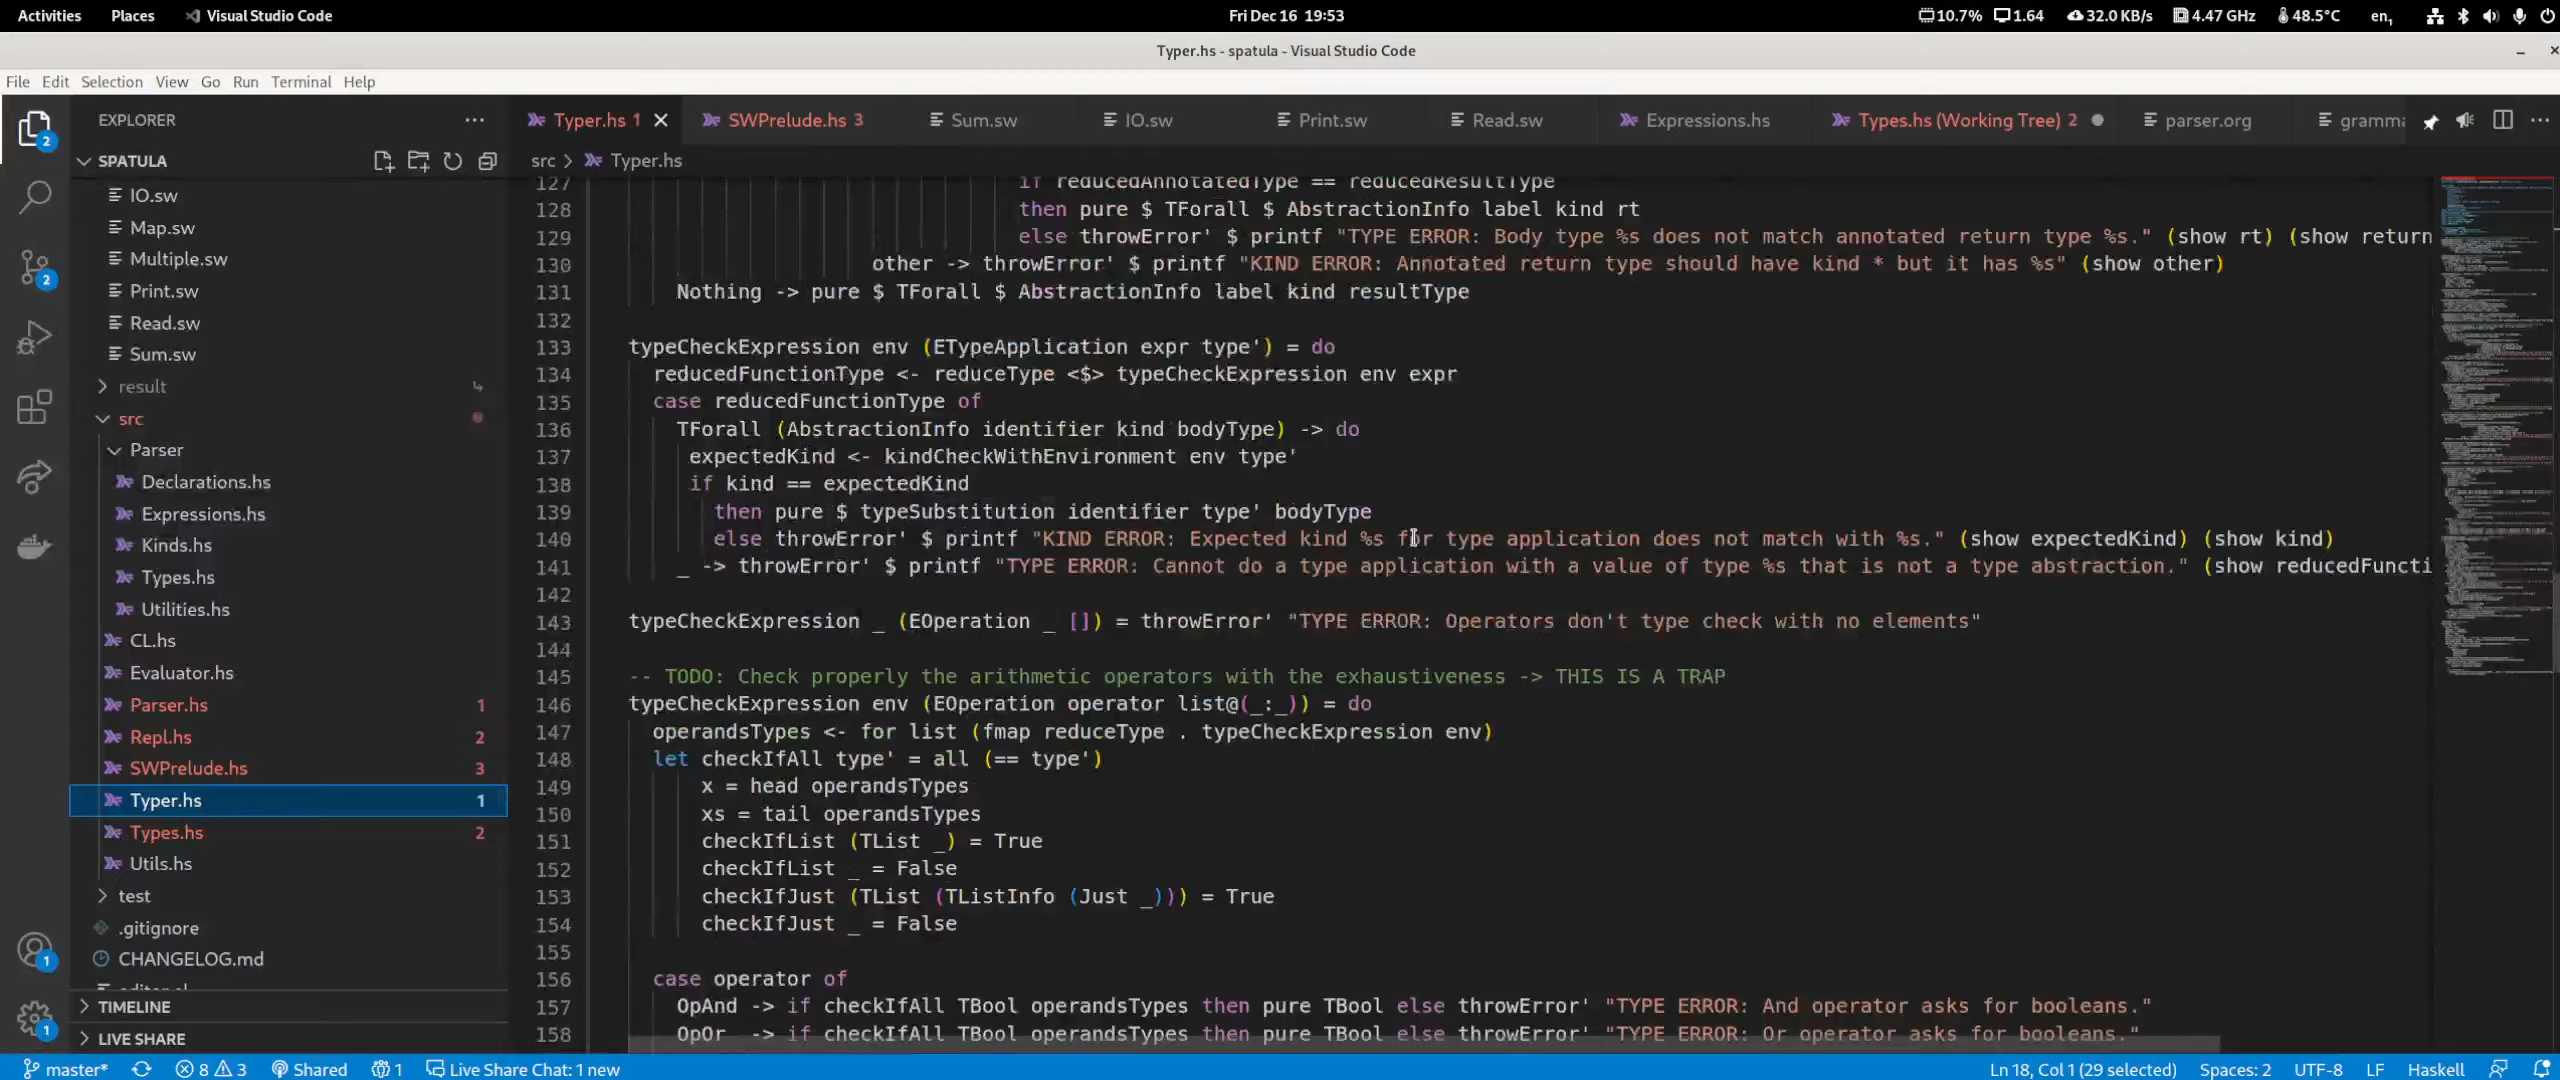 Activities Places Visual Studio Code Fri Dec 16 19:53 10.7% 1.64 32.0 KB/s 4.47 GHz 48.5°C en₁
Typer.hs - spatula - Visual Studio Code
File Edit Selection View Go Run Terminal Help
EXPLORER
SPATULA
IO.sw
Map.sw
Multiple.sw
Print.sw
Read.sw
Sum.sw
result
src
Parser
Declarations.hs
Expressions.hs
Kinds.hs
Types.hs
Utilities.hs
CL.hs
Evaluator.hs
Parser.hs 1
Repl.hs 2
SWPrelude.hs 3
Typer.hs 1
Types.hs 2
Utils.hs
test
.gitignore
CHANGELOG.md
TIMELINE
LIVE SHARE
2
2
1
1
Typer.hs 1 SWPrelude.hs 3 Sum.sw IO.sw Print.sw Read.sw Expressions.hs Types.hs (Working Tree) 2 parser.org gramma
src > Typer.hs
127 if reducedAnnotatedType == reducedResultType
128 then pure $ TForall $ AbstractionInfo label kind rt
129 else throwError' $ printf "TYPE ERROR: Body type %s does not match annotated return type %s." (show rt) (show return
130 other -> throwError' $ printf "KIND ERROR: Annotated return type should have kind * but it has %s" (show other)
131 Nothing -> pure $ TForall $ AbstractionInfo label kind resultType
132
133 typeCheckExpression env (ETypeApplication expr type') = do
134 reducedFunctionType <- reduceType <$> typeCheckExpression env expr
135 case reducedFunctionType of
136 TForall (AbstractionInfo identifier kind bodyType) -> do
137 expectedKind <- kindCheckWithEnvironment env type'
138 if kind == expectedKind
139 then pure $ typeSubstitution identifier type' bodyType
140 else throwError' $ printf "KIND ERROR: Expected kind %s for type application does not match with %s." (show expectedKind) (show kind)
141 _ -> throwError' $ printf "TYPE ERROR: Cannot do a type application with a value of type %s that is not a type abstraction." (show reducedFuncti
142
143 typeCheckExpression _ (EOperation _ []) = throwError' "TYPE ERROR: Operators don't type check with no elements"
144
145 -- TODO: Check properly the arithmetic operators with the exhaustiveness -> THIS IS A TRAP
146 typeCheckExpression env (EOperation operator list@(_:_)) = do
147 operandsTypes <- for list (fmap reduceType . typeCheckExpression env)
148 let checkIfAll type' = all (== type')
149 x = head operandsTypes
150 xs = tail operandsTypes
151 checkIfList (TList _) = True
152 checkIfList _ = False
153 checkIfJust (TList (TListInfo (Just _))) = True
154 checkIfJust _ = False
155
156 case operator of
157 OpAnd -> if checkIfAll TBool operandsTypes then pure TBool else throwError' "TYPE ERROR: And operator asks for booleans."
158 OpOr -> if checkIfAll TBool operandsTypes then pure TBool else throwError' "TYPE ERROR: Or operator asks for booleans."
master* 8 3 Shared 1 Live Share Chat: 1 new Ln 18, Col 1 (29 selected) Spaces: 2 UTF-8 LF Haskell